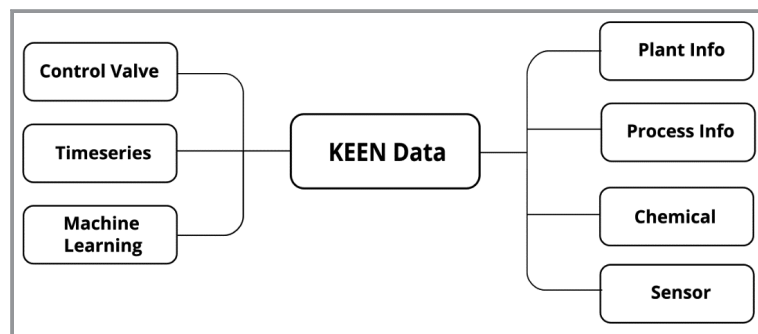 Control Valve
Timeseries
Machine
Learning
KEEN Data
Plant Info
Process Info
Chemical
Sensor